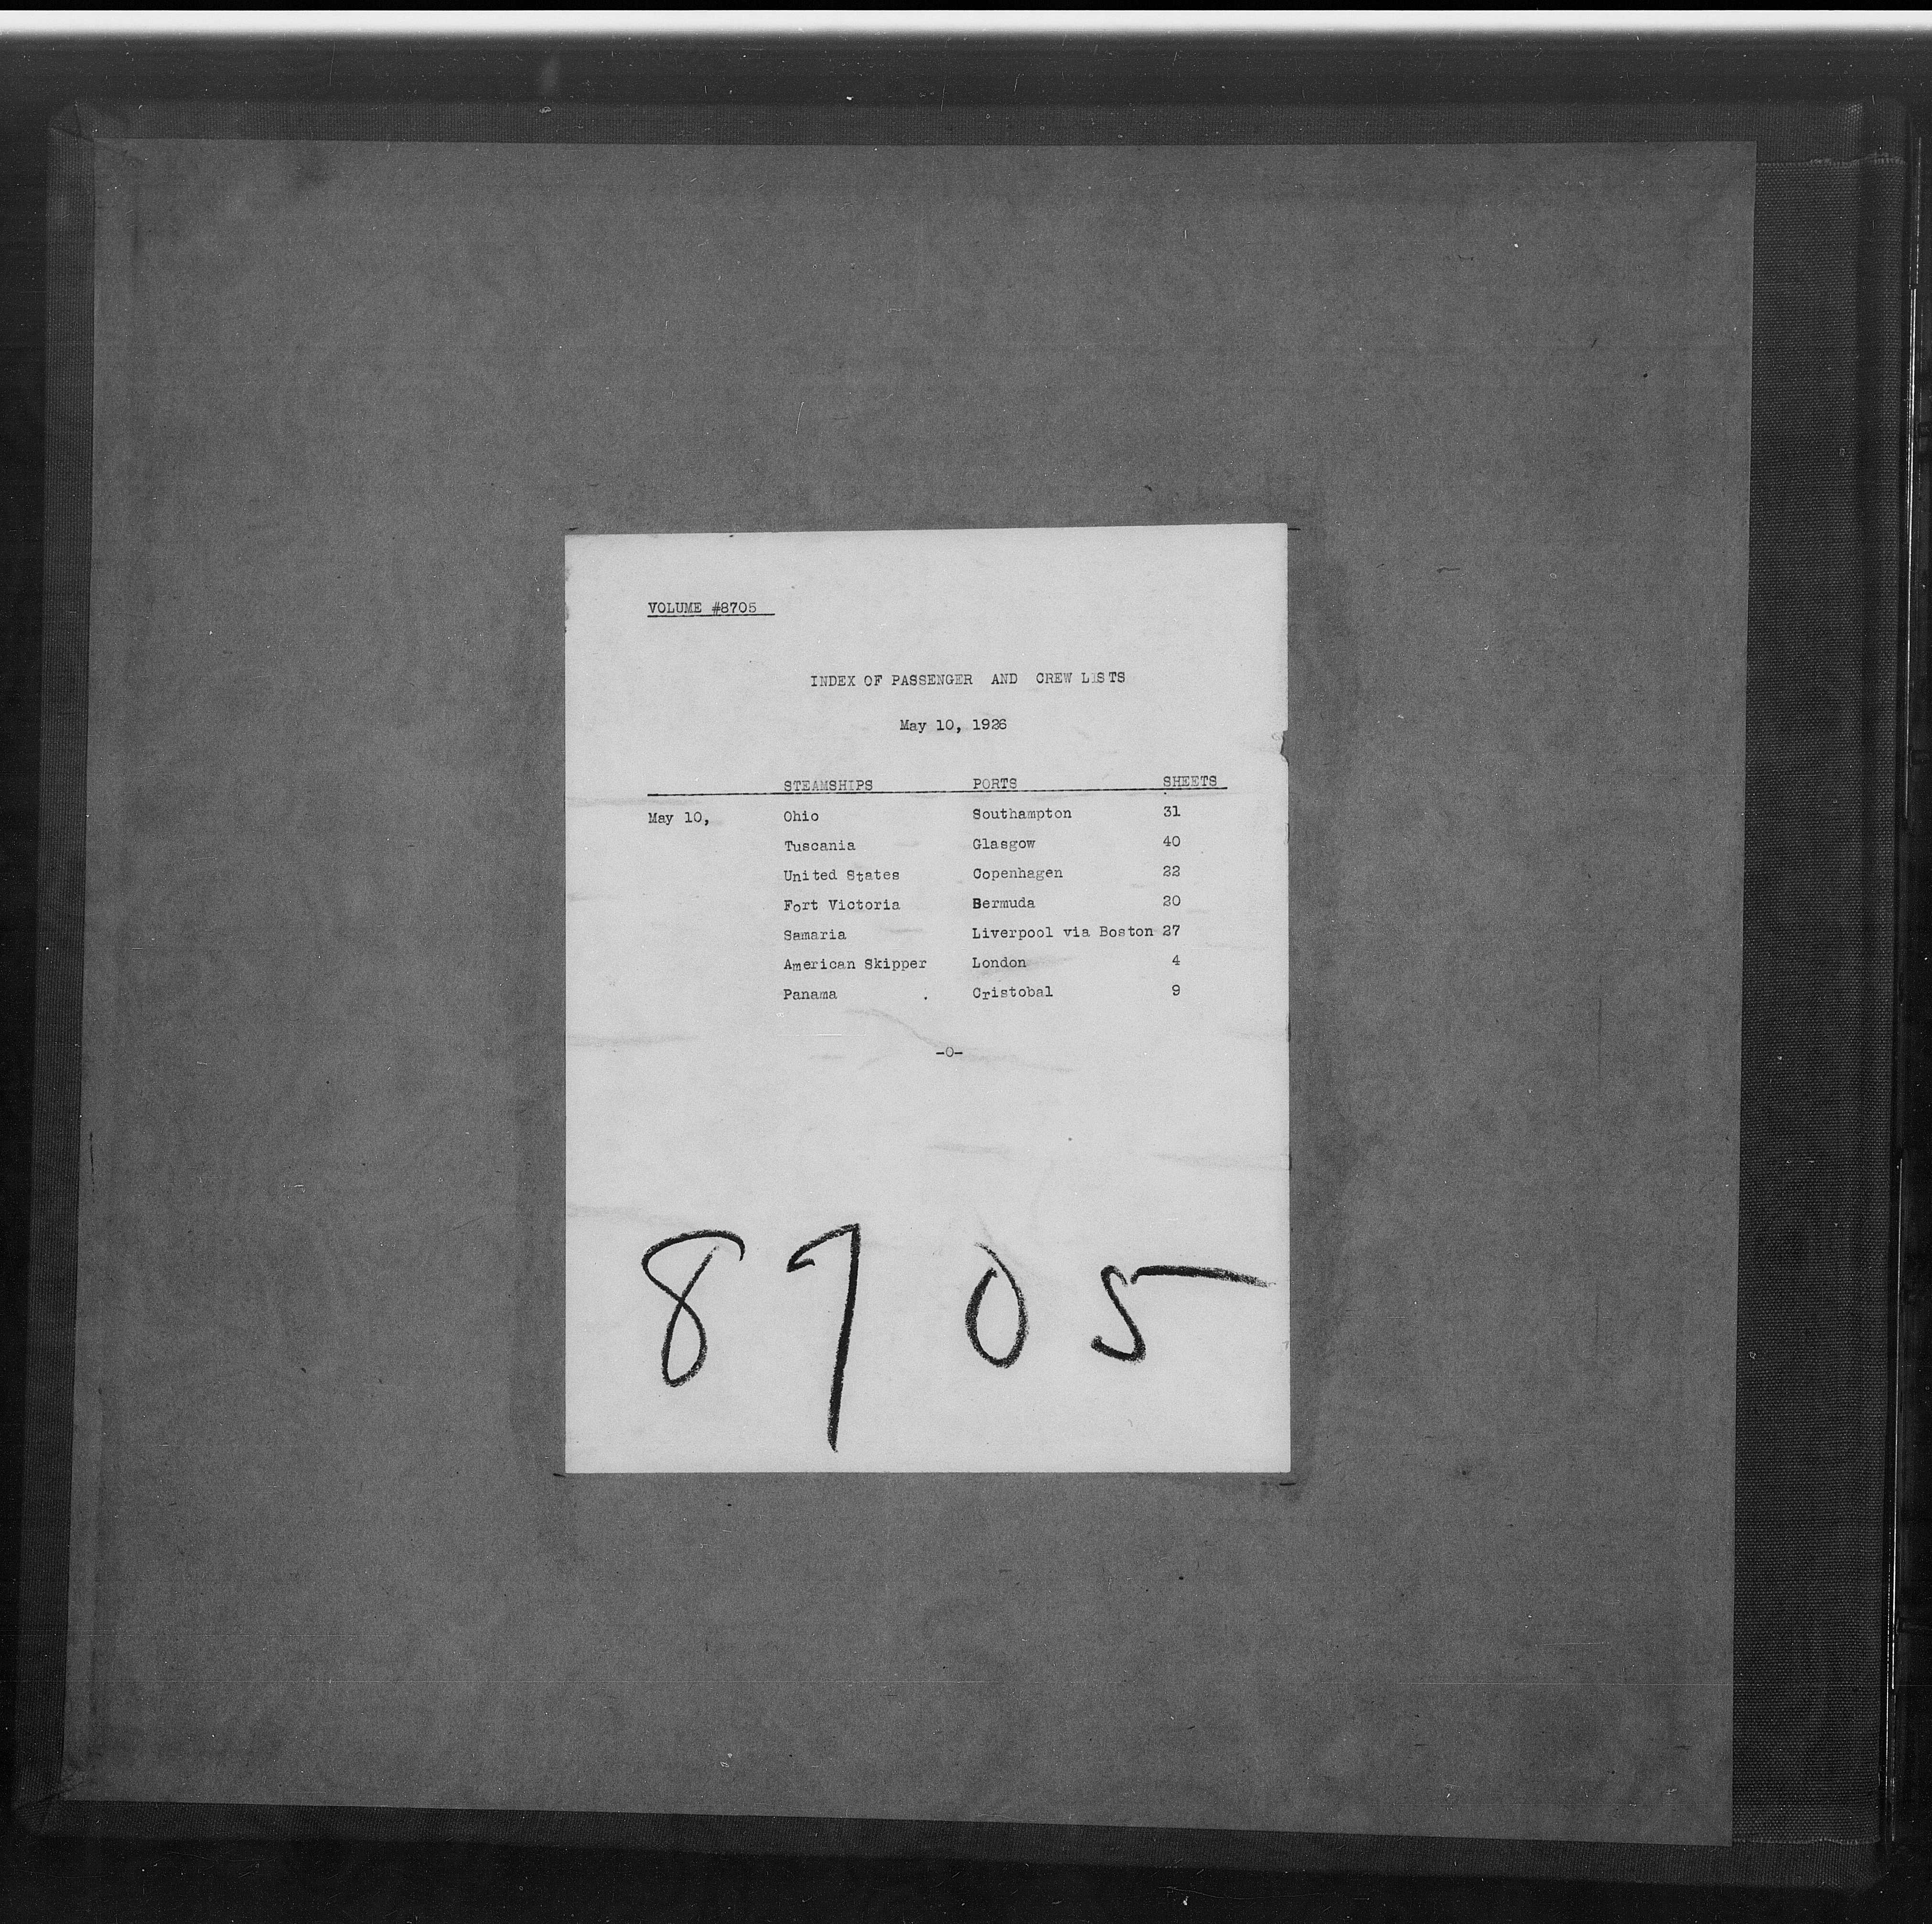 VOLUME #8705
INDEX OF PASSENGER AND CREW LISTS
May 10, 1926
STEAMSHIPS PORTS SHEETS
May 10, Ohio Southampton 31
Tuscania Glasgow 40
United States Copenhagen 22
Fort Victoria Bermuda 20
Samaria Liverpool via Boston 27
American Skipper London 4
Panama . Cristobal 9
-0-
8705